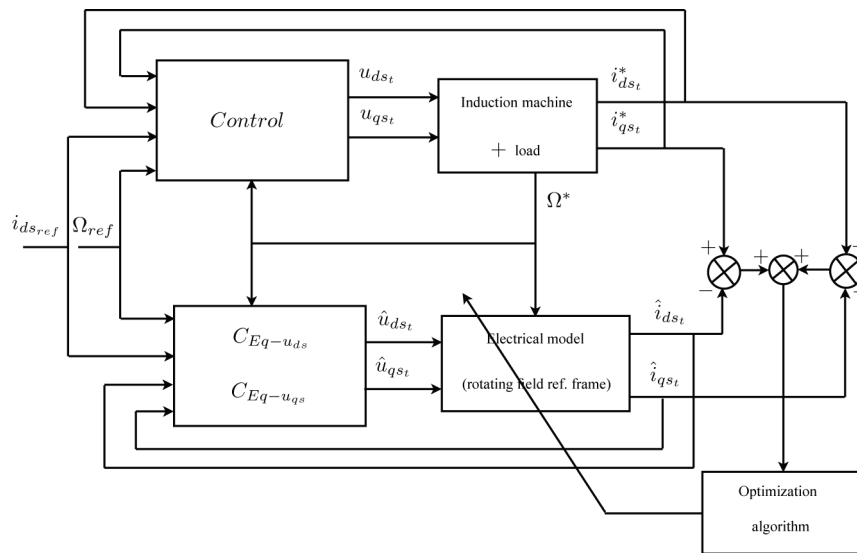 u_{ds_t}
u_{qs_t}
Control
Induction machine
+ load
i^*_{ds_t}
i^*_{qs_t}
Ω^*
i_{ds_{ref}}
Ω_{ref}
+
−
+
+
C_{Eq−u_{ds}}
C_{Eq−u_{qs}}
û_{ds_t}
û_{qs_t}
Electrical model
(rotating field ref. frame)
î_{ds_t}
î_{qs_t}
Optimization
algorithm